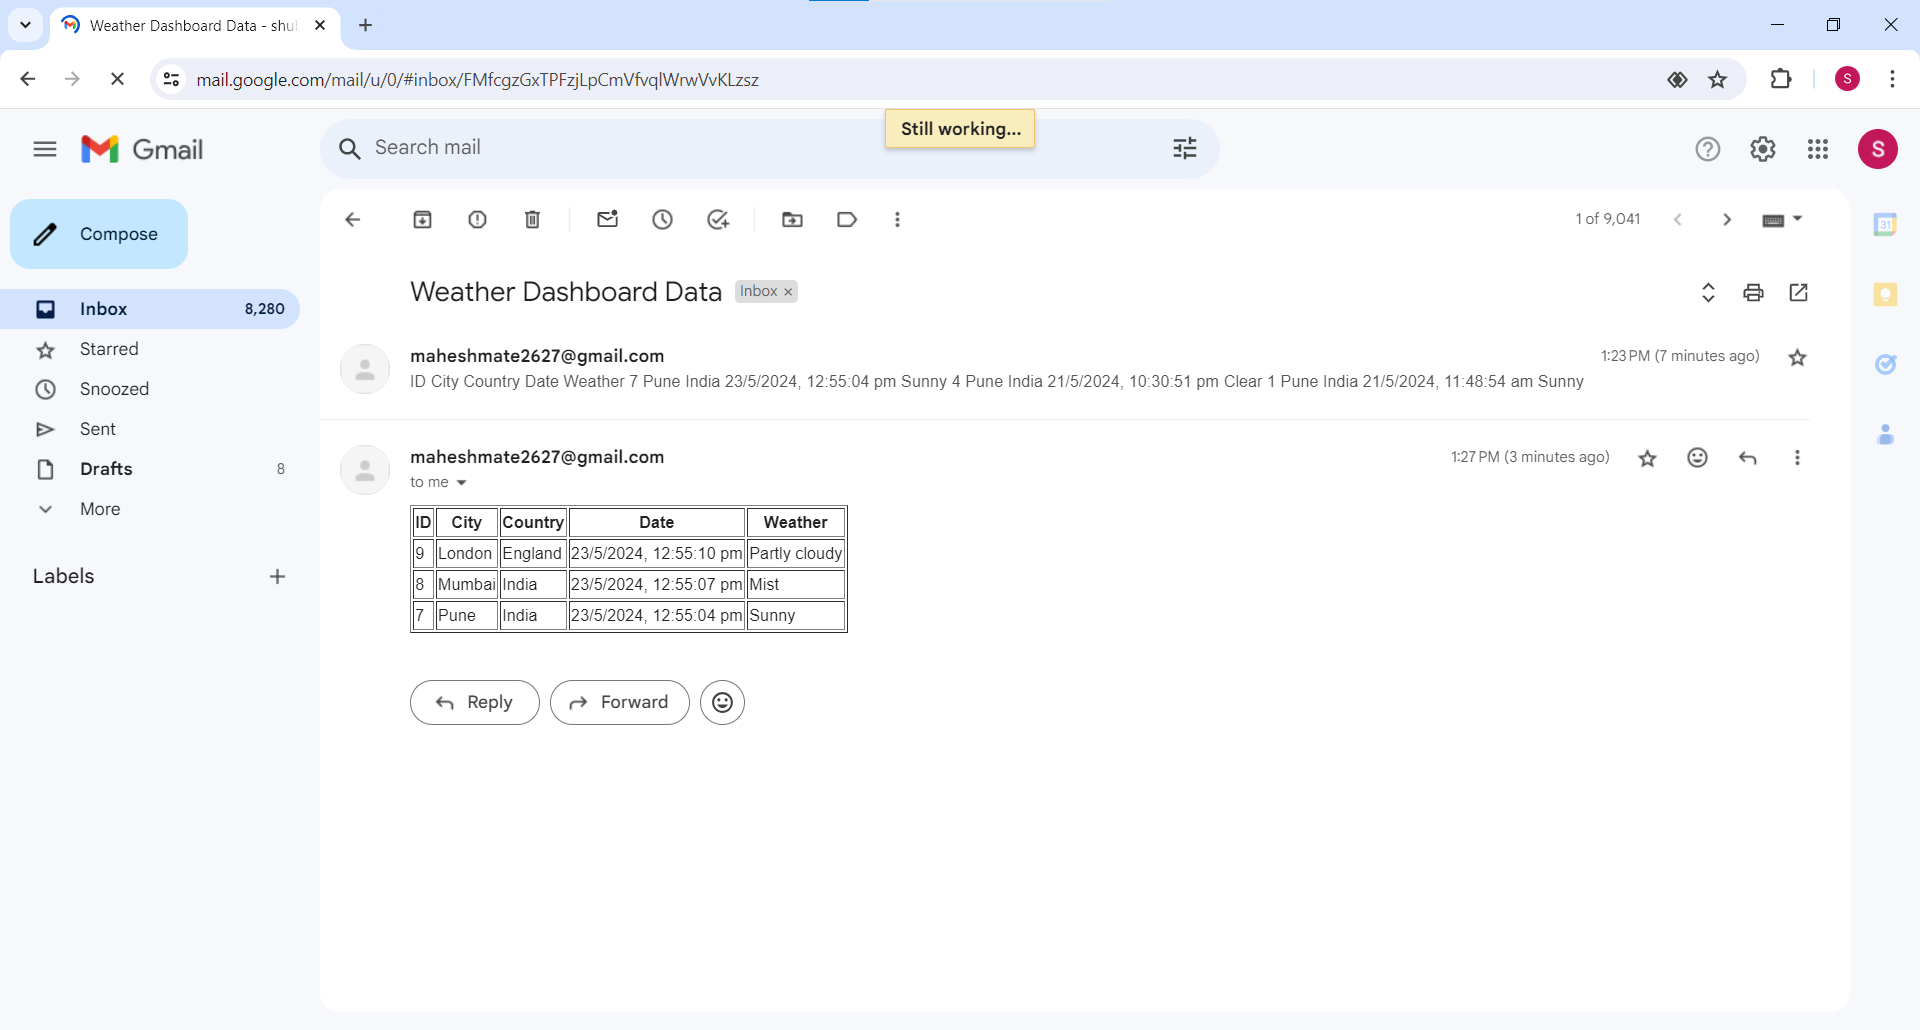 Weather Dashboard Data - shu
mail.google.com/mail/u/0/#inbox/FMfcgzGxTPFzjLpCmVfvqlWrwVvKLzsz
S
Still working...
Gmail
Search mail
S
Compose
1 of 9,041
31
Weather Dashboard Data Inbox ×
Inbox 8,280
Starred
Snoozed
Sent
Drafts 8
More
Labels
maheshmate2627@gmail.com 1:23 PM (7 minutes ago)
ID City Country Date Weather 7 Pune India 23/5/2024, 12:55:04 pm Sunny 4 Pune India 21/5/2024, 10:30:51 pm Clear 1 Pune India 21/5/2024, 11:48:54 am Sunny
maheshmate2627@gmail.com 1:27 PM (3 minutes ago)
to me
ID City Country Date Weather
9 London England 23/5/2024, 12:55:10 pm Partly cloudy
8 Mumbai India 23/5/2024, 12:55:07 pm Mist
7 Pune India 23/5/2024, 12:55:04 pm Sunny
Reply Forward